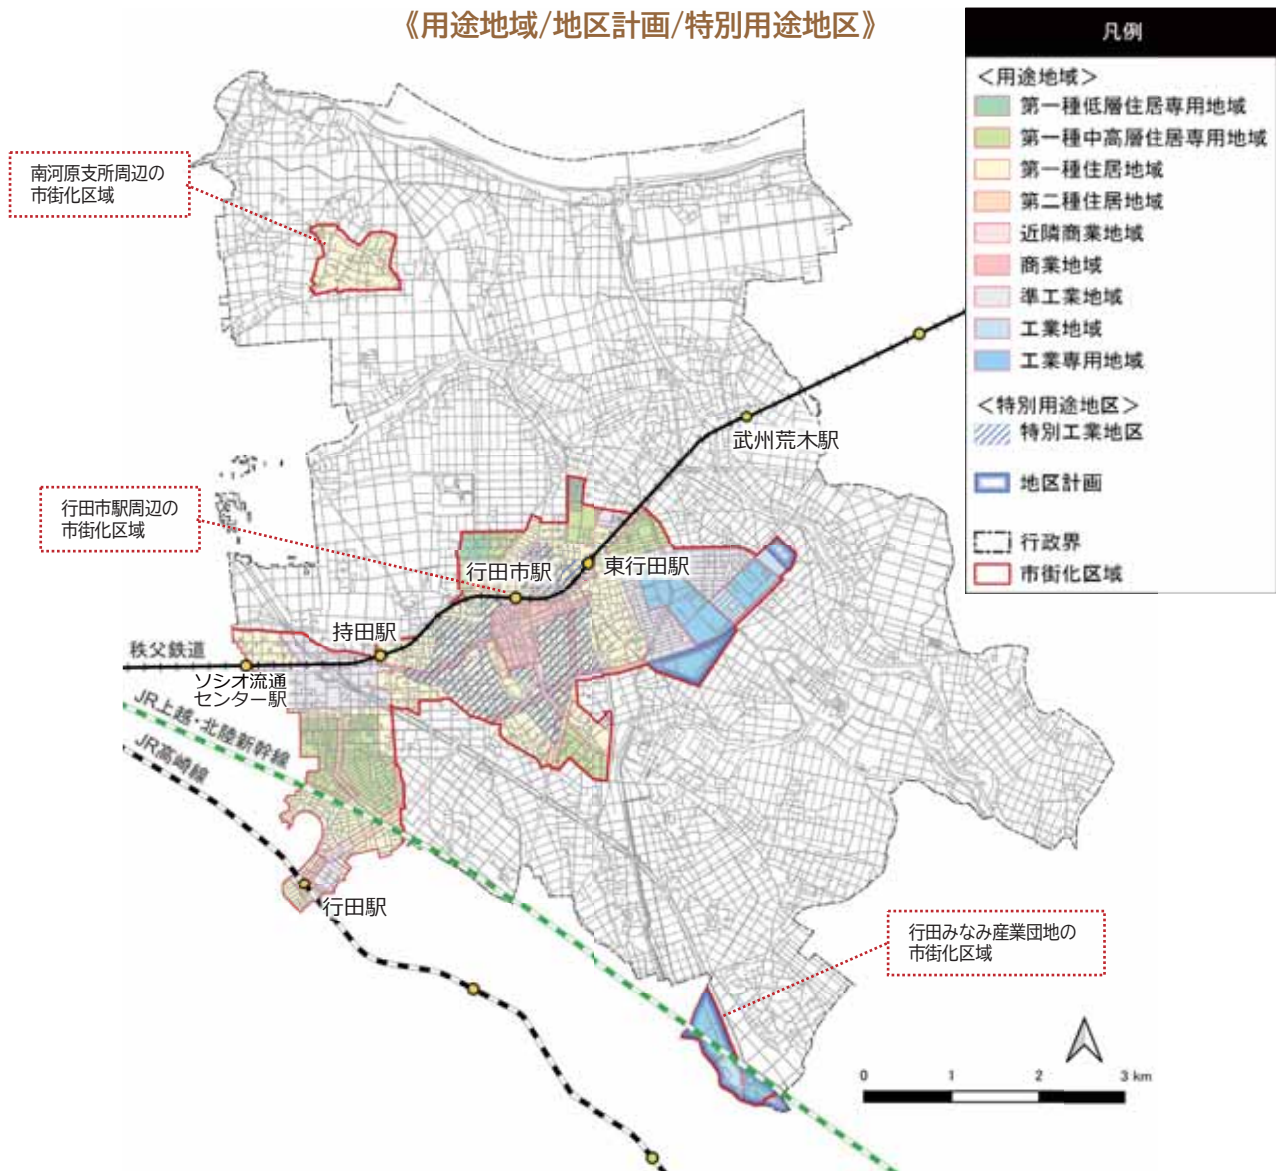 《用途地域/地区計画/特別用途地区》
凡例
＜用途地域＞
第一種低層住居専用地域
第一種中高層住居専用地域
第一種住居地域
第二種住居地域
近隣商業地域
商業地域
準工業地域
工業地域
工業専用地域
＜特別用途地区＞
特別工業地区
地区計画
行政界
市街化区域
南河原支所周辺の
市街化区域
武州荒木駅
行田市駅周辺の
市街化区域
行田市駅
東行田駅
持田駅
秩父鉄道
ソシオ流通
センター駅
JR上越・北陸新幹線
JR高崎線
行田駅
行田みなみ産業団地の
市街化区域
0 1 2 3 km